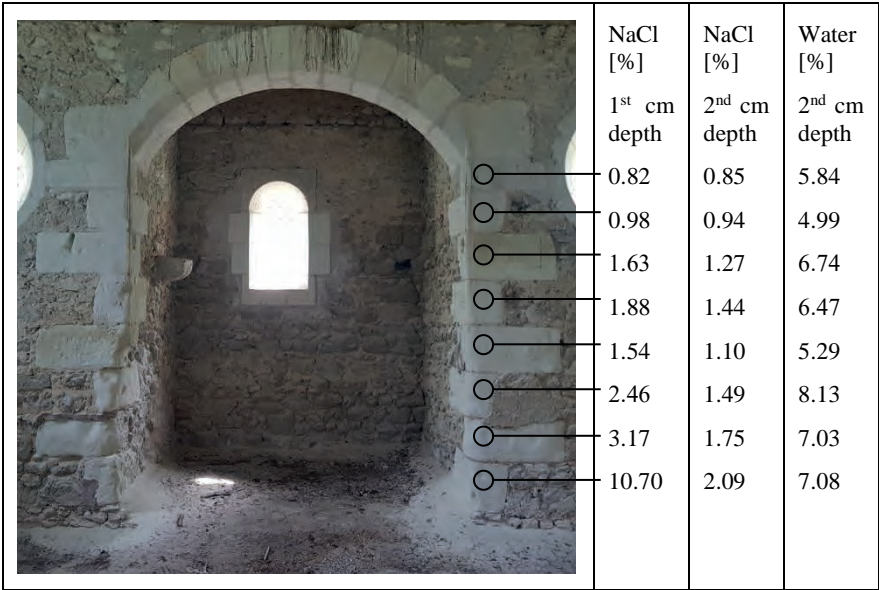 NaCl NaCl Water
[%] [%] [%]
1st cm 2nd cm 2nd cm
depth depth depth
0.82 0.85 5.84
0.98 0.94 4.99
1.63 1.27 6.74
1.88 1.44 6.47
1.54 1.10 5.29
2.46 1.49 8.13
3.17 1.75 7.03
10.70 2.09 7.08